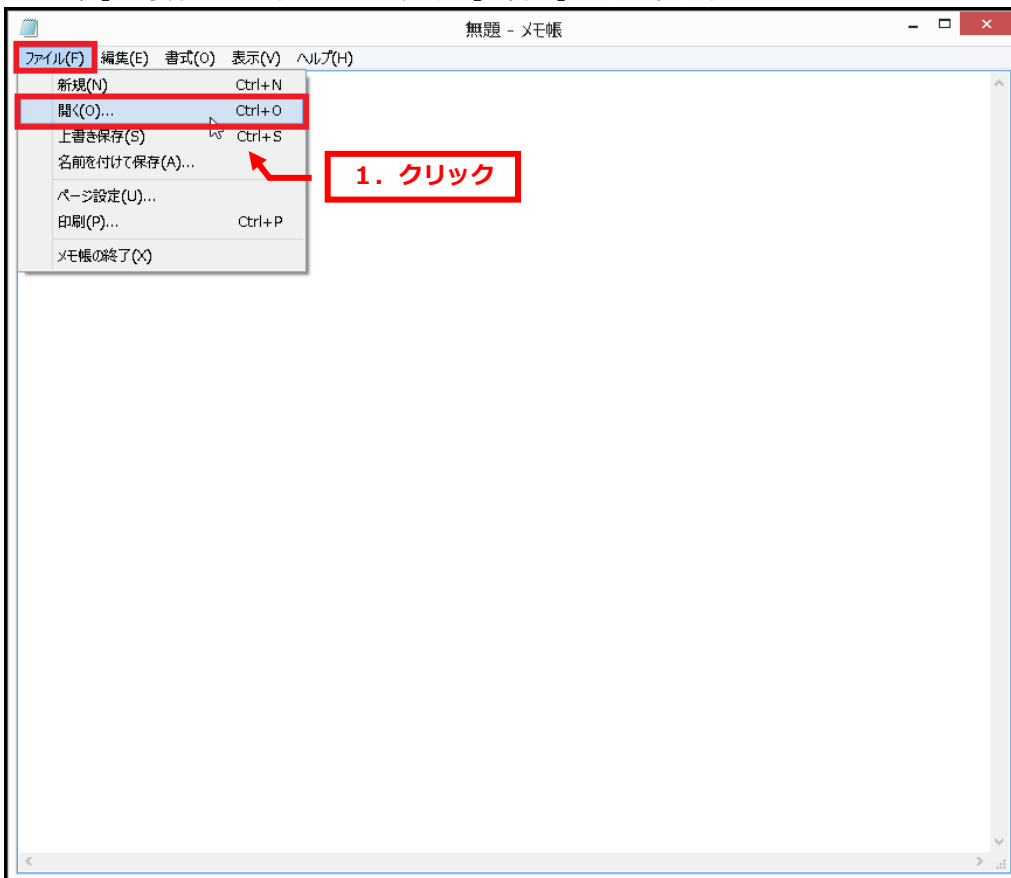 無題 - メモ帳
ファイル(F) 編集(E) 書式(O) 表示(V) ヘルプ(H)
新規(N) Ctrl+N
開く(O)... Ctrl+O
上書き保存(S) Ctrl+S
名前を付けて保存(A)...
1．クリック
ページ設定(U)...
印刷(P)... Ctrl+P
メモ帳の終了(X)